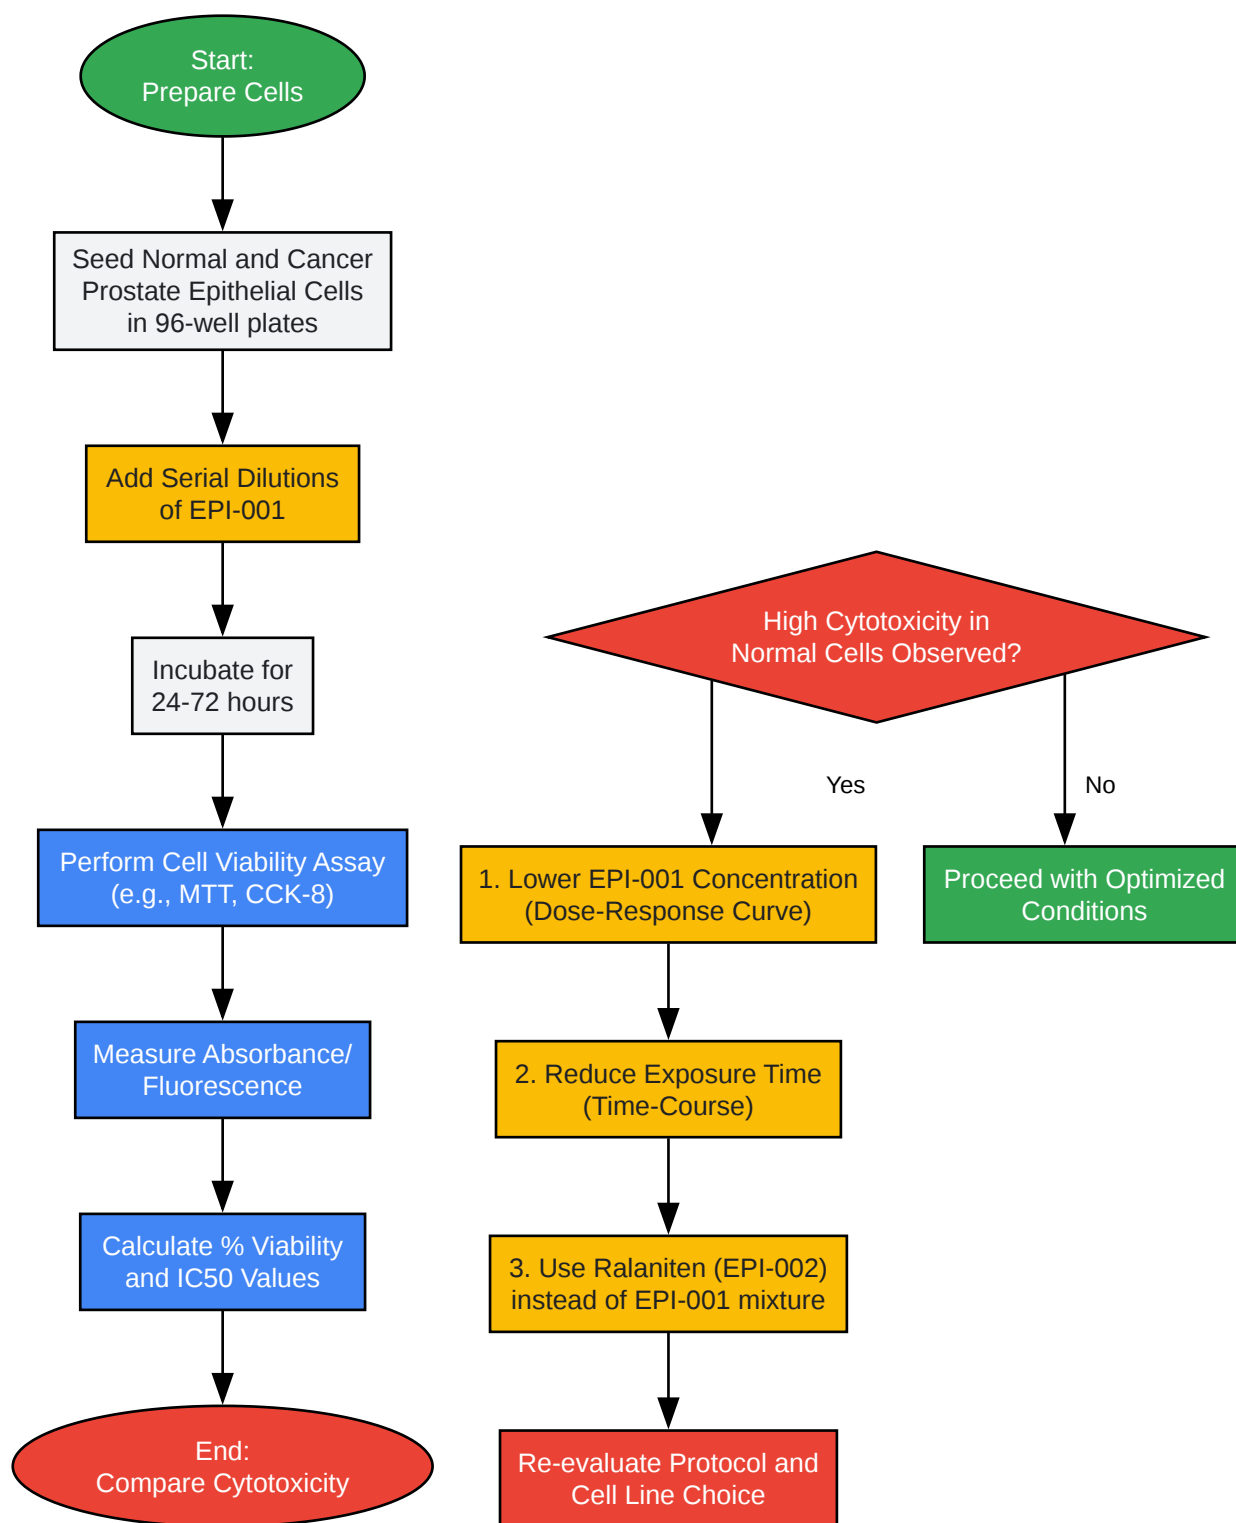 Start:
Prepare Cells
Seed Normal and Cancer
Prostate Epithelial Cells
in 96-well plates
Add Serial Dilutions
of EPI-001
Incubate for
24-72 hours
Perform Cell Viability Assay
(e.g., MTT, CCK-8)
Measure Absorbance/
Fluorescence
Calculate % Viability
and IC50 Values
End:
Compare Cytotoxicity
High Cytotoxicity in
Normal Cells Observed?
Yes
No
1. Lower EPI-001 Concentration
(Dose-Response Curve)
Proceed with Optimized
Conditions
2. Reduce Exposure Time
(Time-Course)
3. Use Ralaniten (EPI-002)
instead of EPI-001 mixture
Re-evaluate Protocol and
Cell Line Choice